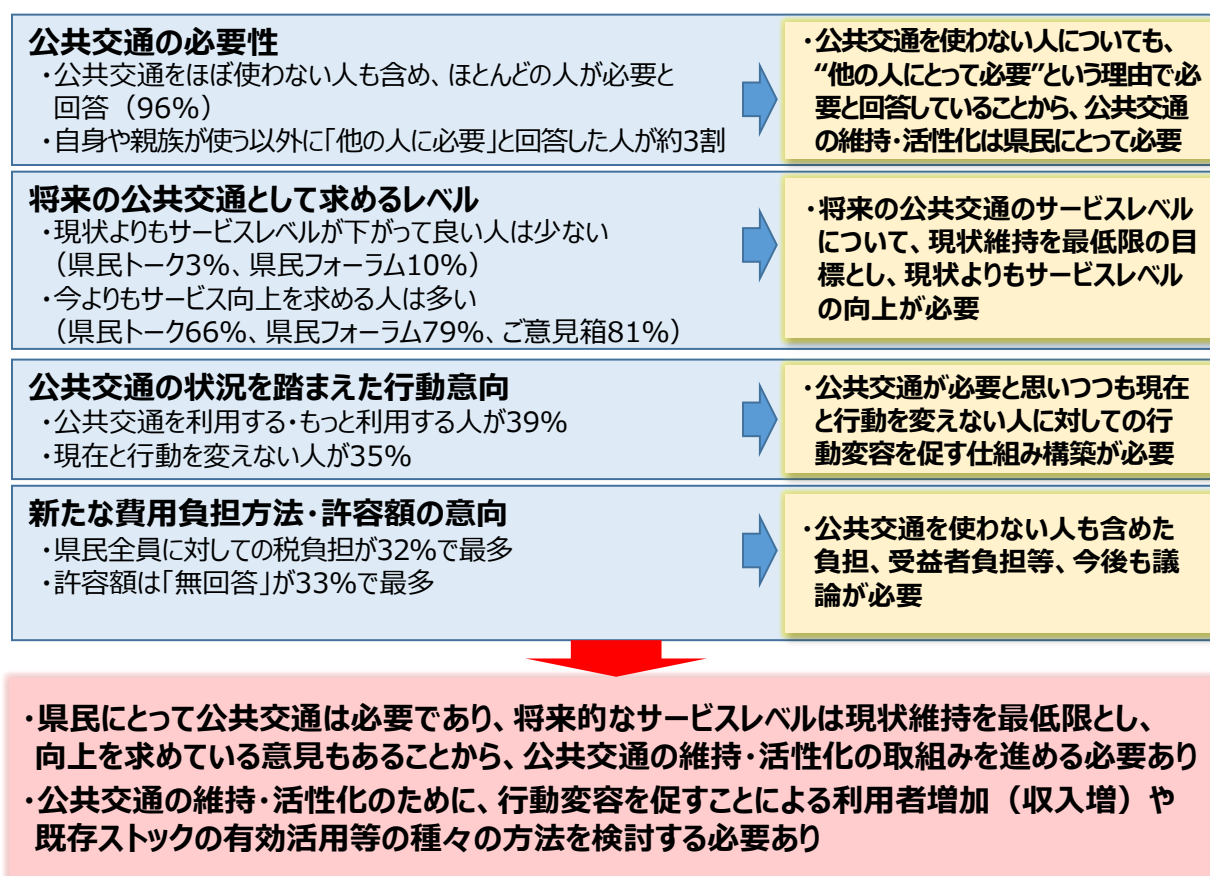 公共交通の必要性
・公共交通をほぼ使わない人も含め、ほとんどの人が必要と
回答（96%）
・自身や親族が使う以外に「他の人に必要」と回答した人が約3割
・公共交通を使わない人についても、
“他の人にとって必要”という理由で必
要と回答していることから、公共交通
の維持・活性化は県民にとって必要
将来の公共交通として求めるレベル
・現状よりもサービスレベルが下がって良い人は少ない
（県民トーク3%、県民フォーラム10%）
・今よりもサービス向上を求める人は多い
（県民トーク66%、県民フォーラム79%、ご意見箱81%）
・将来の公共交通のサービスレベル
について、現状維持を最低限の目
標とし、現状よりもサービスレベル
の向上が必要
公共交通の状況を踏まえた行動意向
・公共交通を利用する・もっと利用する人が39%
・現在と行動を変えない人が35%
・公共交通が必要と思いつつも現在
と行動を変えない人に対しての行
動変容を促す仕組み構築が必要
新たな費用負担方法・許容額の意向
・県民全員に対しての税負担が32%で最多
・許容額は「無回答」が33%で最多
・公共交通を使わない人も含めた
負担、受益者負担等、今後も議
論が必要
・県民にとって公共交通は必要であり、将来的なサービスレベルは現状維持を最低限とし、
向上を求めている意見もあることから、公共交通の維持・活性化の取組みを進める必要あり
・公共交通の維持・活性化のために、行動変容を促すことによる利用者増加（収入増）や
既存ストックの有効活用等の種々の方法を検討する必要あり